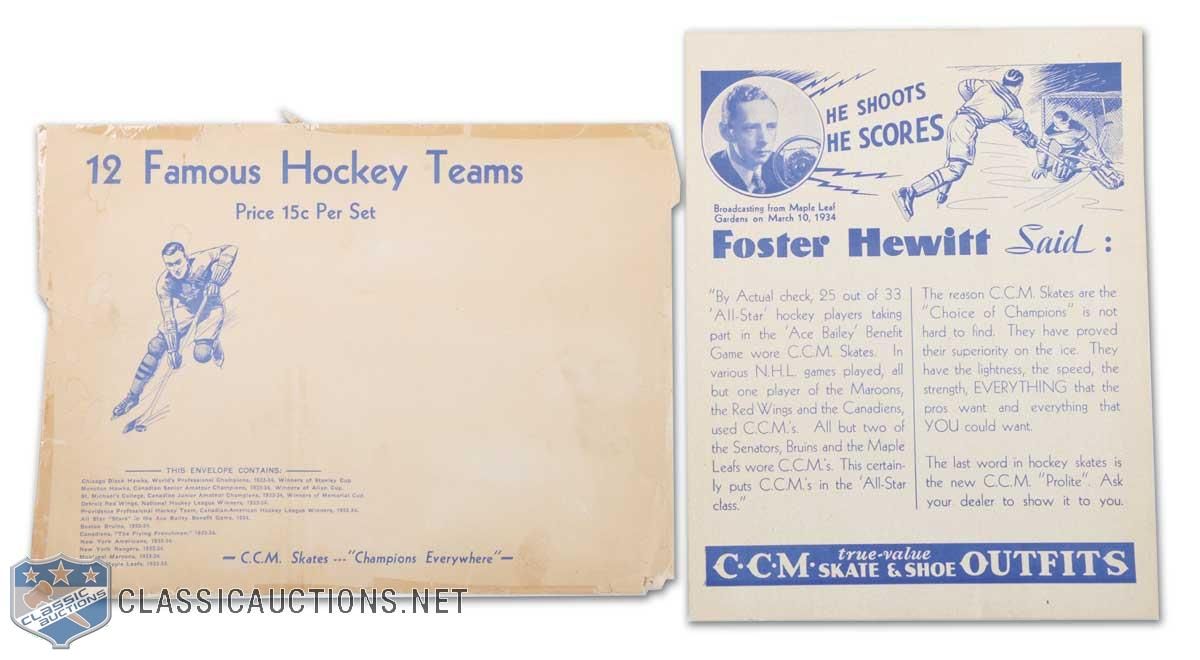 12 Famous Hockey Teams
Price 15c Per Set
THIS ENVELOPE CONTAINS:
Chicago Black Hawks, World's Professional Champions, 1933-34, Winners of Stanley Cup.
Moncton Hawks, Canadian Senior Amateur Champions, 1933-34, Winners of Allan Cup.
St. Michael's College, Canadian Junior Amateur Champions, 1933-34, Winners of Memorial Cup.
Detroit Red Wings, National Hockey League Winners, 1933-34.
Providence Professional Hockey Team, Canadian-American Hockey League Winners, 1933-34.
All Star "Stars" in the Ace Bailey Benefit Game, 1934.
Boston Bruins, 1933-34.
Canadiens, "The Flying Frenchmen," 1933-34.
New York Americans, 1933-34.
New York Rangers, 1933-34.
Montreal Maroons, 1933-34.
Maple Leafs, 1932-33.
— C.C.M. Skates ---"Champions Everywhere" —
CLASSIC
AUCTIONS
CLASSICAUCTIONS.NET
HE SHOOTS
HE SCORES
Broadcasting from Maple Leaf
Gardens on March 10, 1934
Foster Hewitt Said :
"By Actual check, 25 out of 33
'All-Star' hockey players taking
part in the 'Ace Bailey' Benefit
Game wore C.C.M. Skates. In
various N.H.L. games played, all
but one player of the Maroons,
the Red Wings and the Canadiens,
used C.C.M.'s. All but two of
the Senators, Bruins and the Maple
Leafs wore C.C.M.'s. This certain-
ly puts C.C.M.'s in the 'All-Star
class."
The reason C.C.M. Skates are the
"Choice of Champions" is not
hard to find. They have proved
their superiority on the ice. They
have the lightness, the speed, the
strength, EVERYTHING that the
pros want and everything that
YOU could want.
The last word in hockey skates is
the new C.C.M. "Prolite". Ask
your dealer to show it to you.
C·C·M· true-value SKATE & SHOE OUTFITS